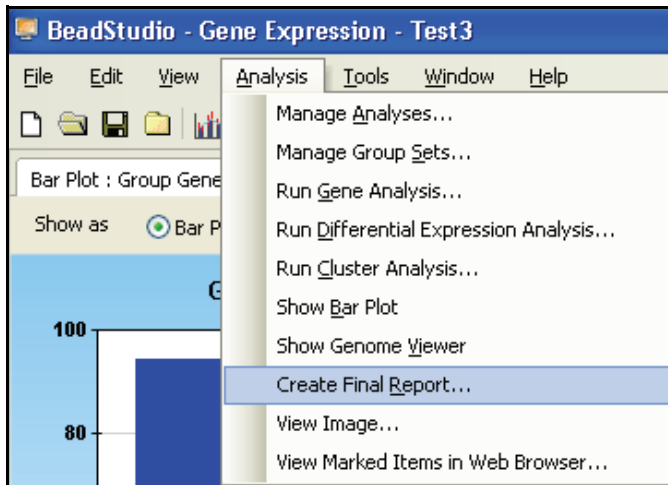 BeadStudio - Gene Expression - Test3
File Edit View Analysis Tools Window Help
Manage Analyses...
Manage Group Sets...
Bar Plot : Group Gene
Run Gene Analysis...
Show as Bar P
Run Differential Expression Analysis...
Run Cluster Analysis...
Show Bar Plot
100
Show Genome Viewer
Create Final Report...
80
View Image...
View Marked Items in Web Browser...